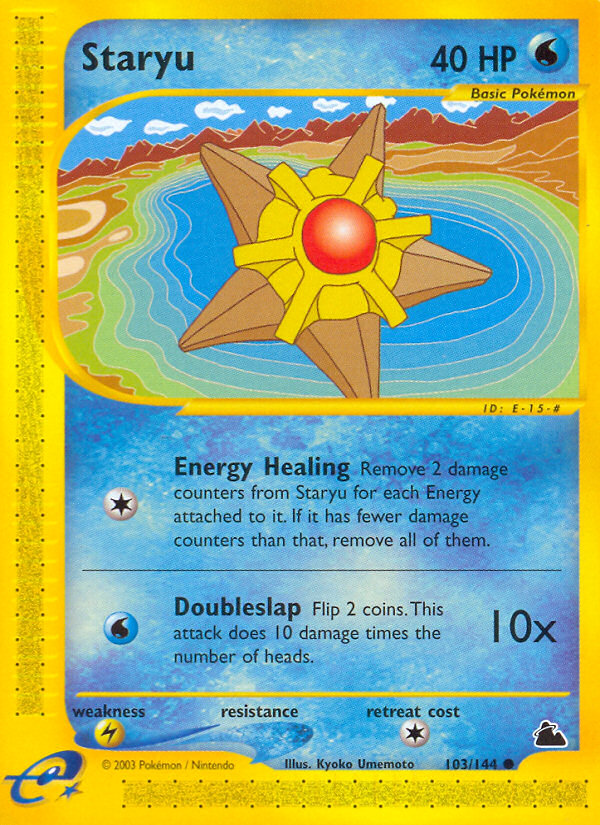 Staryu 40 HP
Basic Pokémon
ID: E-15-#
Energy Healing Remove 2 damage
counters from Staryu for each Energy
attached to it. If it has fewer damage
counters than that, remove all of them.
Doubleslap Flip 2 coins. This
attack does 10 damage times the
number of heads.
10x
weakness resistance retreat cost
© 2003 Pokémon / Nintendo Illus. Kyoko Umemoto 103/144
e